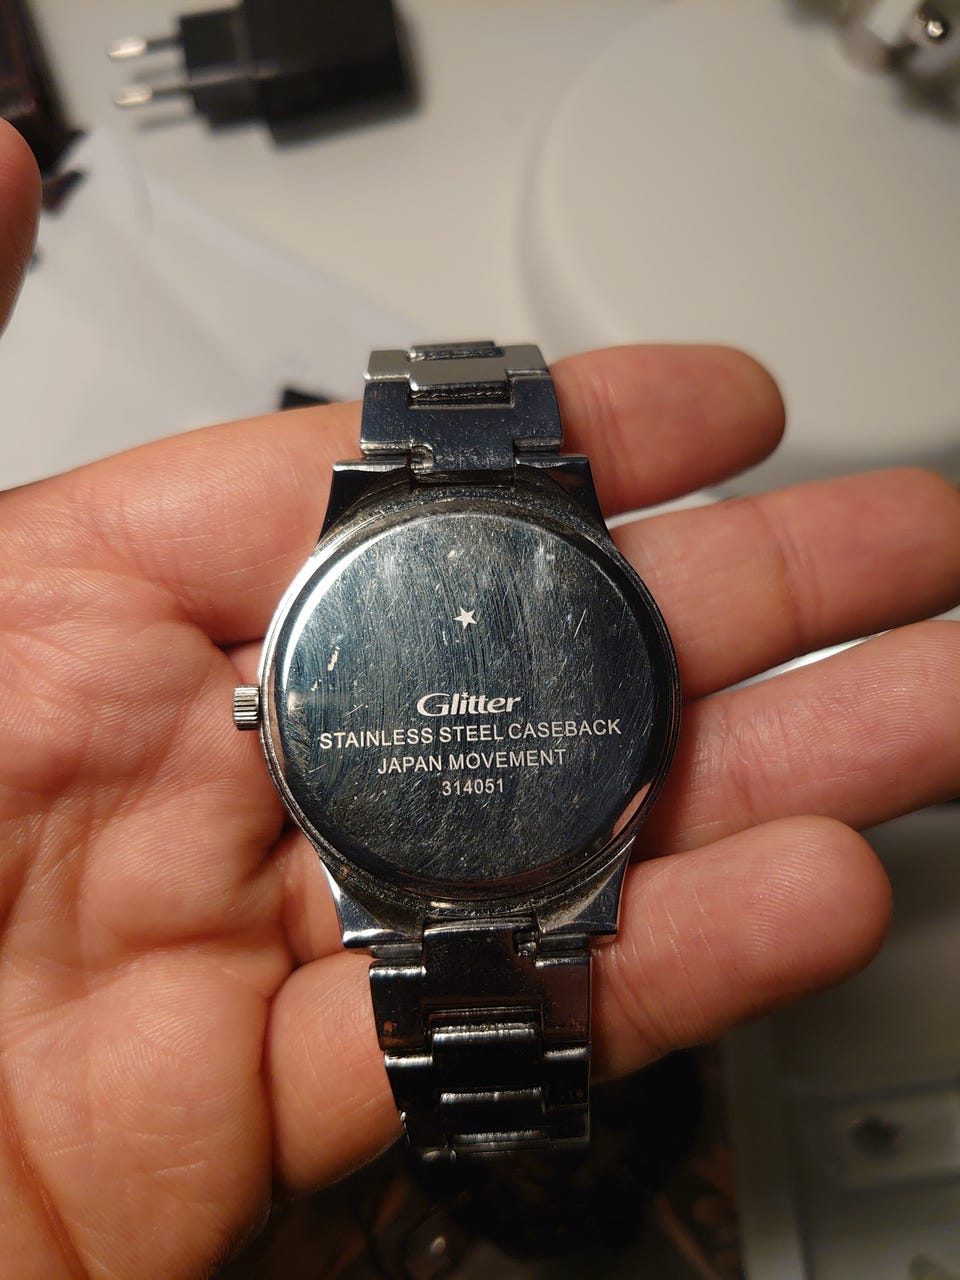 Glitter
STAINLESS STEEL CASEBACK
JAPAN MOVEMENT
314051